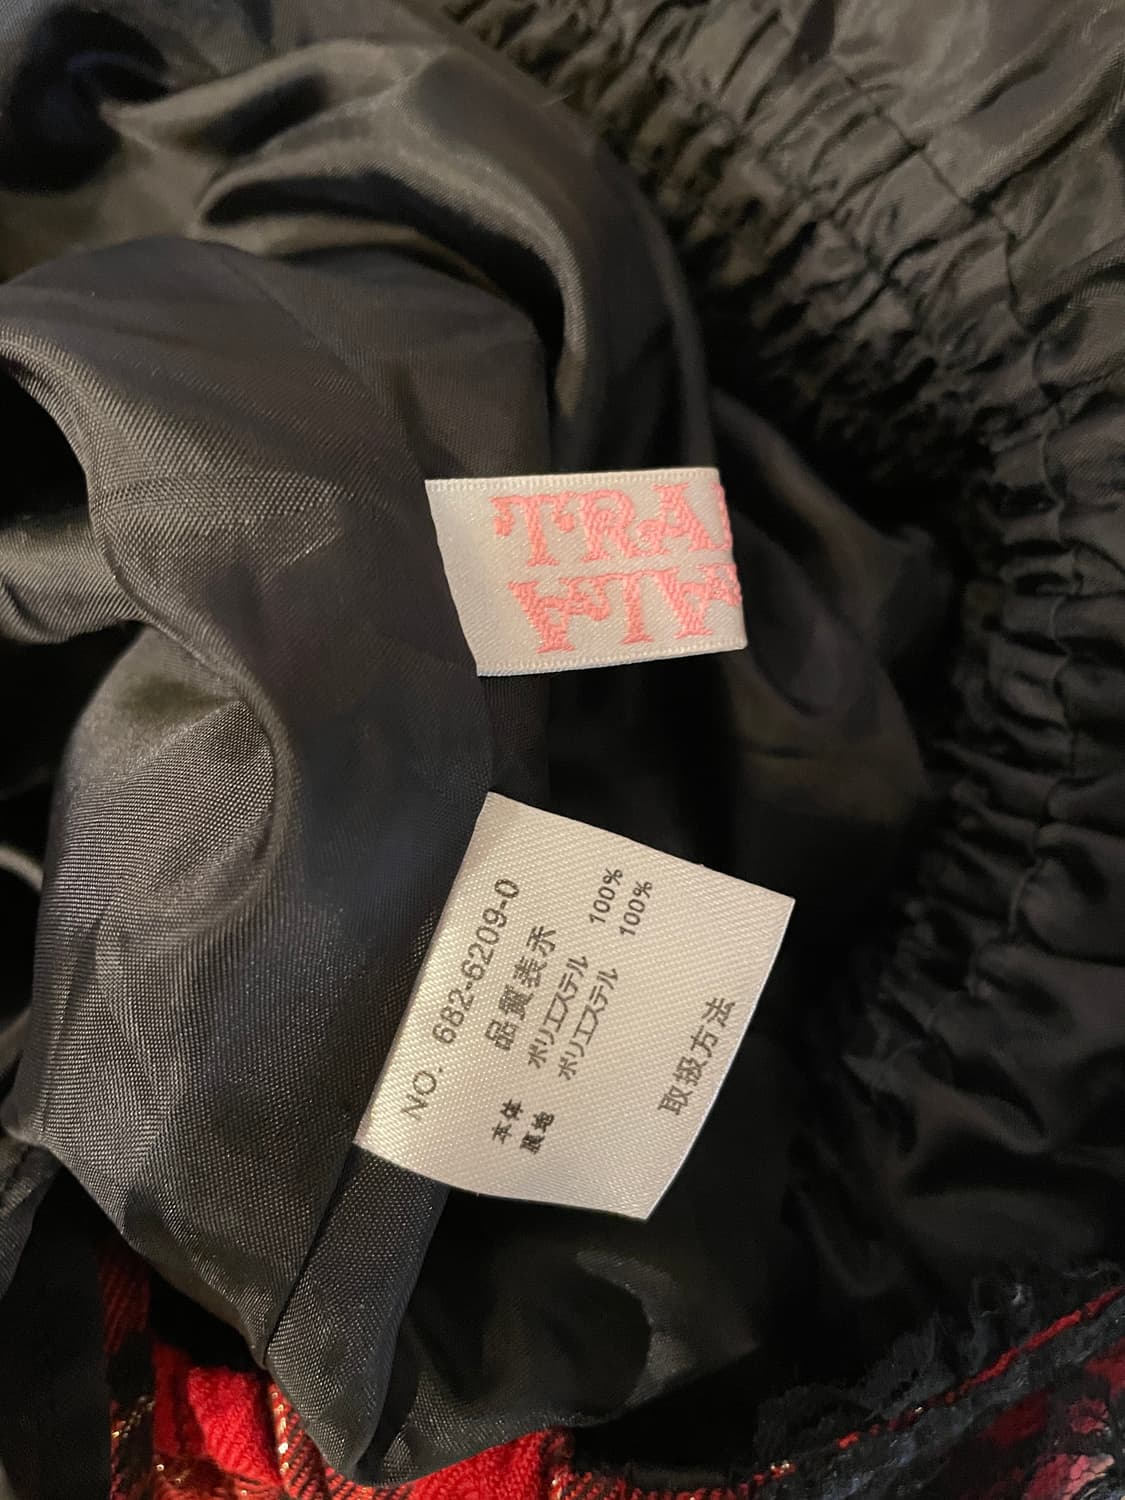 TRA
NO. 682-6209-0
品質表示
本体 ポリエステル 100%
裏地 ポリエステル 100%
取扱方法